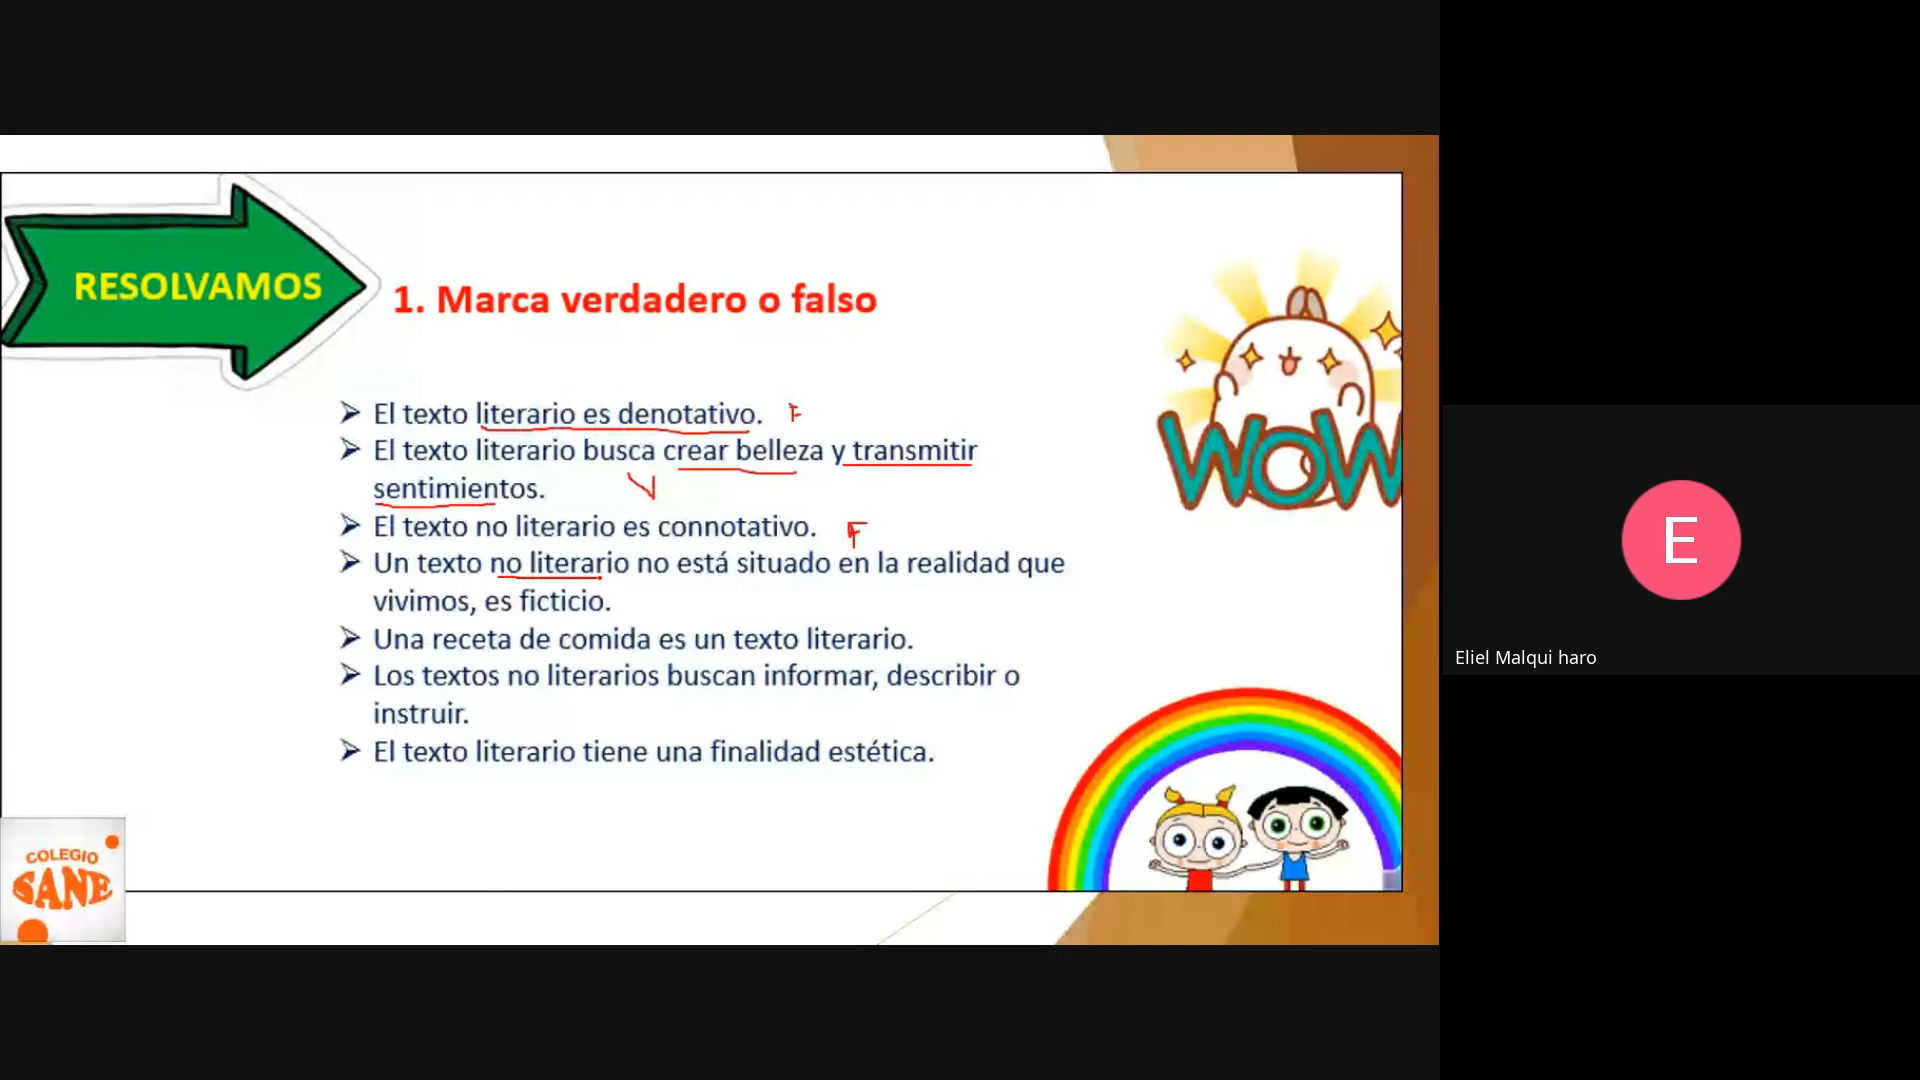 RESOLVAMOS
1. Marca verdadero o falso
➤ El texto literario es denotativo. F
➤ El texto literario busca crear belleza y transmitir
sentimientos. V
➤ El texto no literario es connotativo. F
➤ Un texto no literario no está situado en la realidad que
vivimos, es ficticio.
➤ Una receta de comida es un texto literario.
➤ Los textos no literarios buscan informar, describir o
instruir.
➤ El texto literario tiene una finalidad estética.
WOW
COLEGIO
SANE
E
Eliel Malqui haro